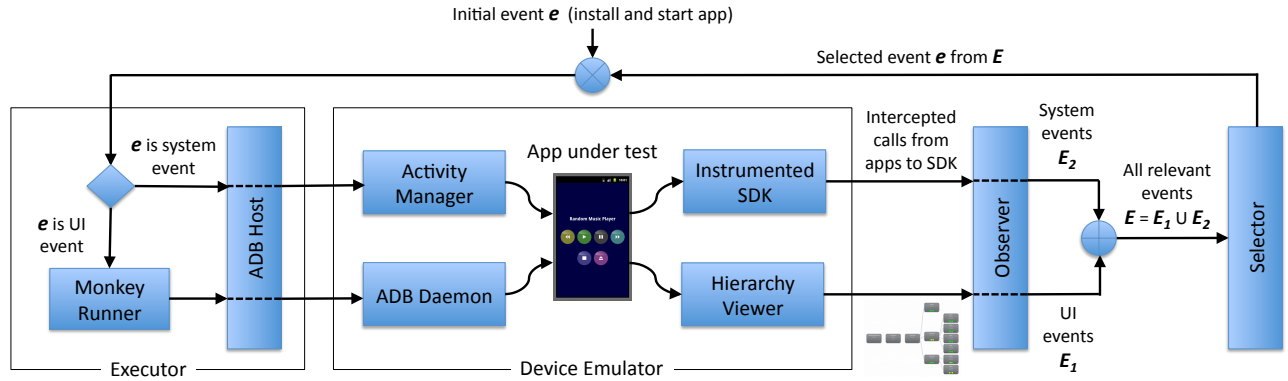 Initial event e (install and start app)
Selected event e from E
e is system
event
e is UI
event
Monkey
Runner
ADB Host
Executor
Activity
Manager
ADB Daemon
App under test
Random Music Player
Instrumented
SDK
Hierarchy
Viewer
Device Emulator
Intercepted
calls from
apps to SDK
Observer
System
events
E2
UI
events
E1
All relevant
events
E = E1 U E2
Selector